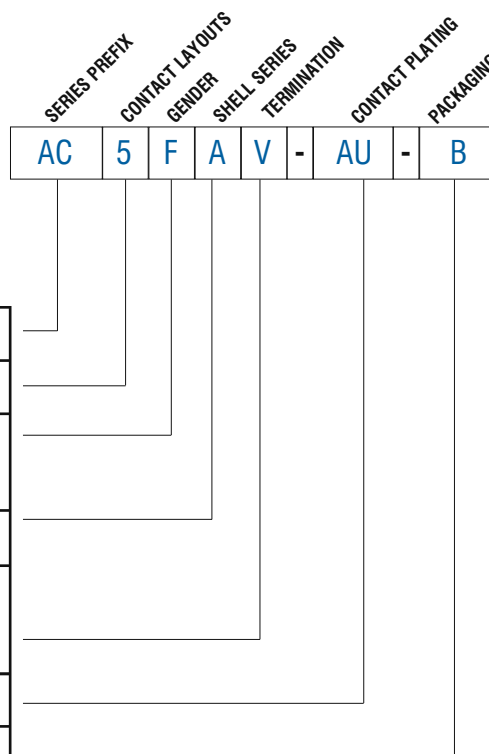 SERIES PREFIX
CONTACT LAYOUTS
GENDER
SHELL SERIES
TERMINATION
CONTACT PLATING
PACKAGING
AC 5 F A V - AU - B